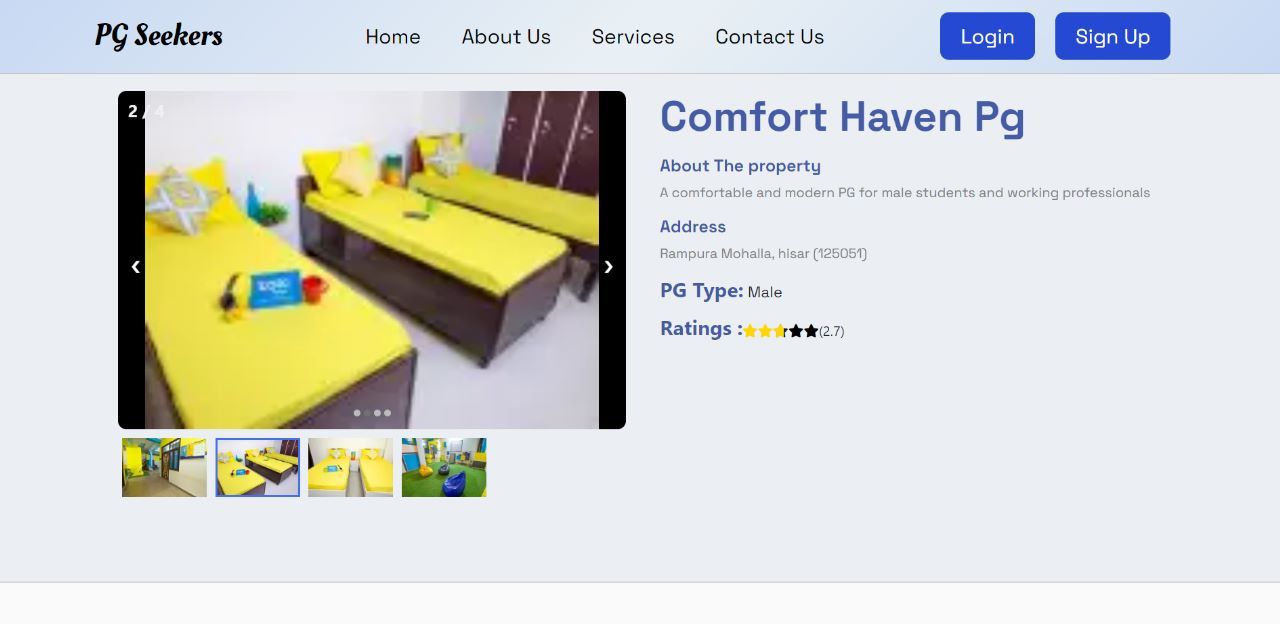 PG Seekers
Home
About Us
Services
Contact Us
Login
Sign Up
2 / 4
Comfort Haven Pg
About The property
A comfortable and modern PG for male students and working professionals
Address
Rampura Mohalla, hisar (125051)
PG Type: Male
Ratings :(2.7)